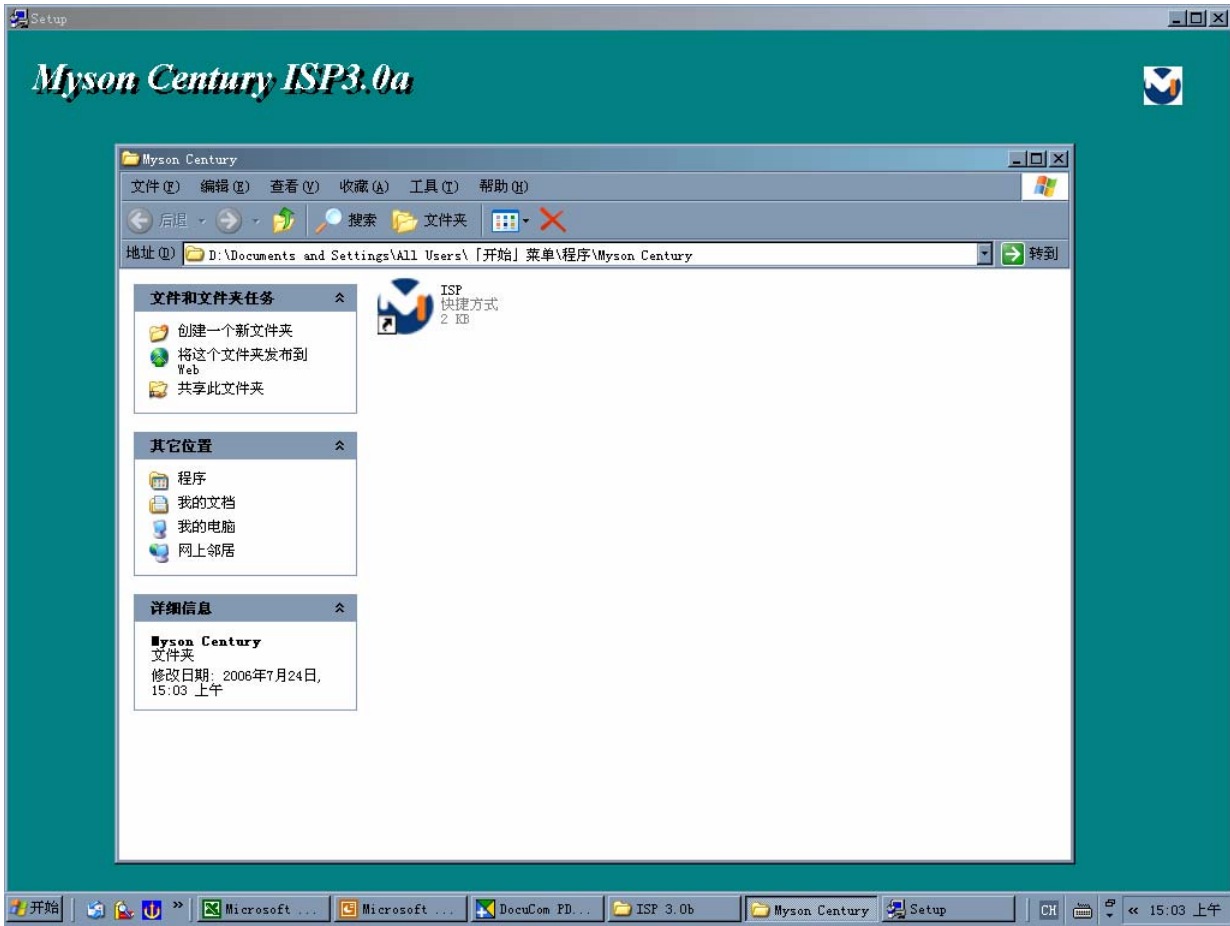 Setup
Myson Century ISP3.0a
Myson Century
文件(F) 编辑(E) 查看(V) 收藏(A) 工具(T) 帮助(H)
后退 搜索 文件夹
地址(D) D:\Documents and Settings\All Users\「开始」菜单\程序\Myson Century 转到
文件和文件夹任务
创建一个新文件夹
将这个文件夹发布到
Web
共享此文件夹
ISP
快捷方式
2 KB
其它位置
程序
我的文档
我的电脑
网上邻居
详细信息
Myson Century
文件夹
修改日期: 2006年7月24日,
15:03 上午
开始 » Microsoft ... Microsoft ... DocuCom PD... ISP 3.0b Myson Century Setup CH « 15:03 上午